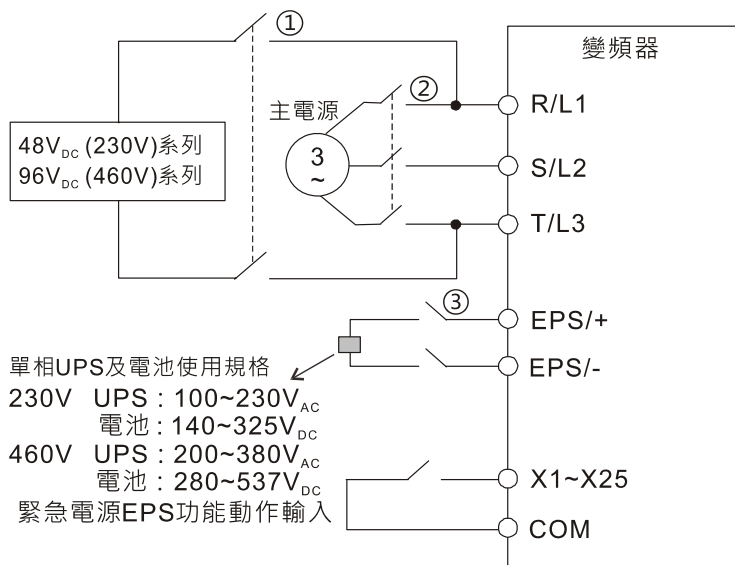 ①
變頻器
②
主電源
R/L1
48VDC (230V)系列
96VDC (460V)系列
3
~
S/L2
T/L3
③
EPS/+
EPS/-
單相UPS及電池使用規格
230V UPS : 100~230VAC
電池 : 140~325VDC
460V UPS : 200~380VAC
電池 : 280~537VDC
緊急電源EPS功能動作輸入
X1~X25
COM